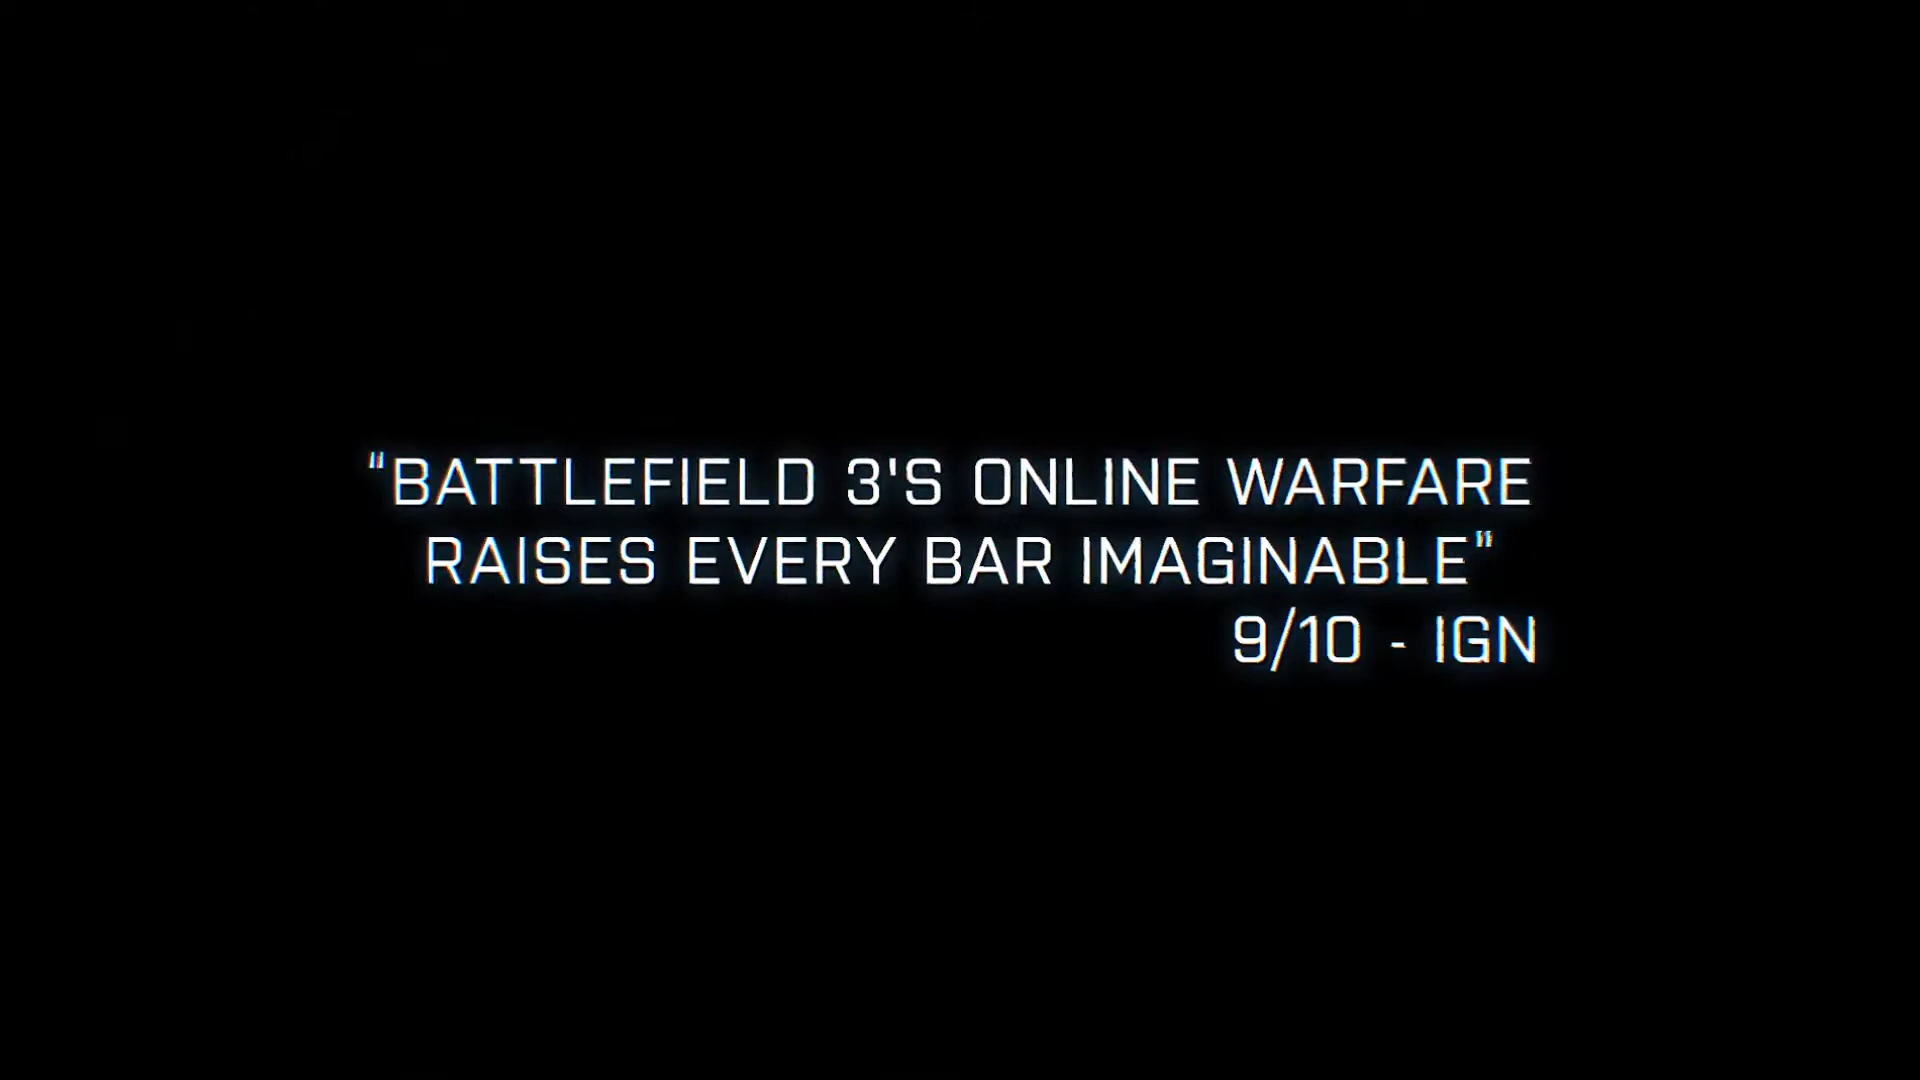 "BATTLEFIELD 3'S ONLINE WARFARE
RAISES EVERY BAR IMAGINABLE"
9/10 - IGN